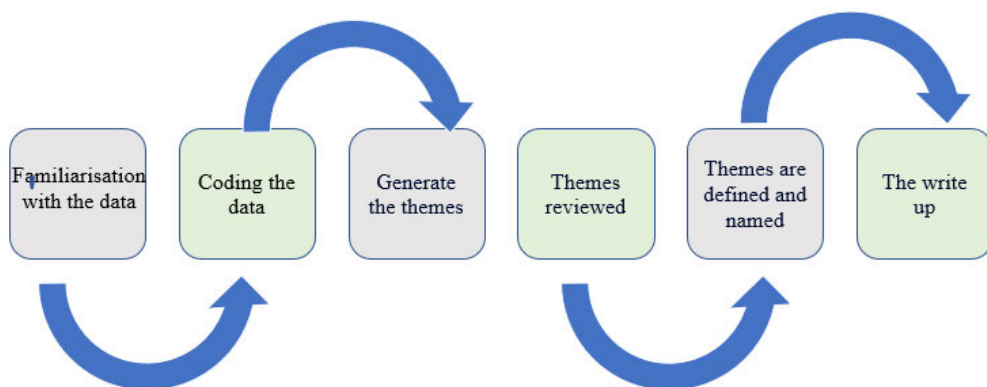 Familiarisation
with the data
Coding the
data
Generate
the themes
Themes
reviewed
Themes are
defined and
named
The write
up